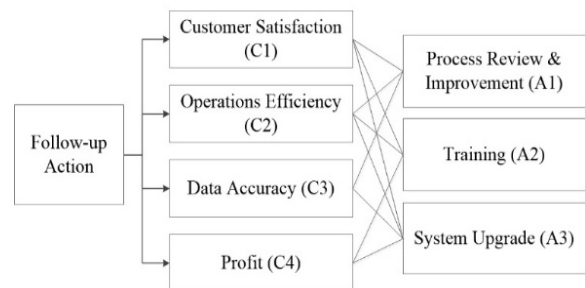 Follow-up
Action
Customer Satisfaction
(C1)
Operations Efficiency
(C2)
Data Accuracy (C3)
Profit (C4)
Process Review &
Improvement (A1)
Training (A2)
System Upgrade (A3)